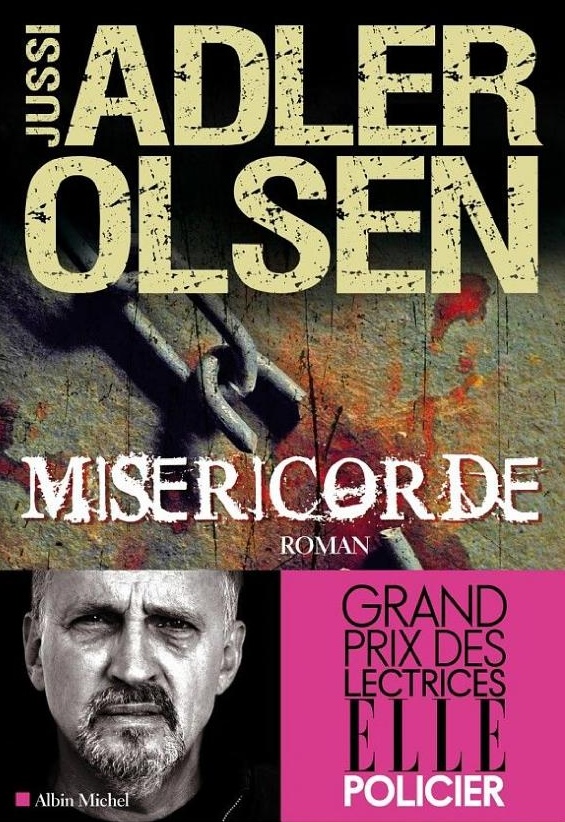 JUSSI
ADLER
OLSEN
MISERICORDE
ROMAN
GRAND
PRIX DES
LECTRICES
ELLE
POLICIER
Albin Michel